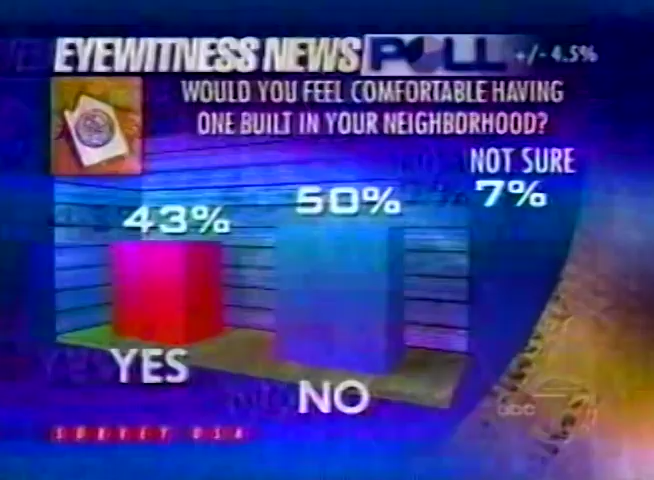 EYEWITNESS NEWS POLL +/- 4.5%
WOULD YOU FEEL COMFORTABLE HAVING
ONE BUILT IN YOUR NEIGHBORHOOD?
NOT SURE
43% 50% 7%
YES
NO
abc 7
SURVEY USA